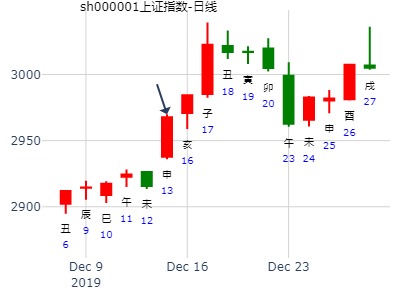 sh000001上证指数-日线
3000
2950
2900
丑
6
辰
9
巳
10
午
11
未
12
申
13
亥
16
子
17
丑
18
寅
19
卯
20
午
23
未
24
申
25
酉
26
戌
27
Dec 9
2019
Dec 16
Dec 23